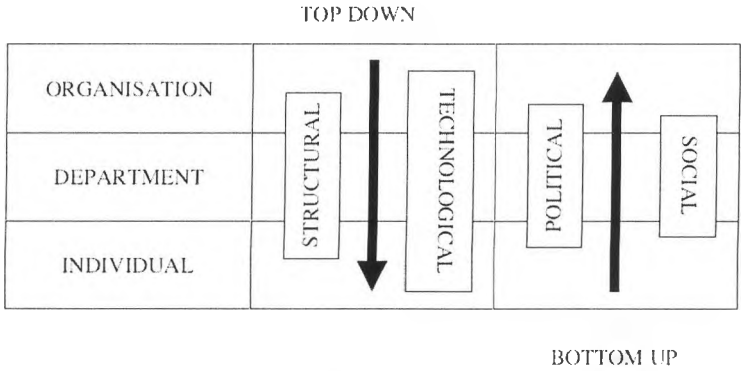 TOP DOWN
ORGANISATION
DEPARTMENT
INDIVIDUAL
STRUCTURAL
TECHNOLOGICAL
POLITICAL
SOCIAL
BOTTOM UP